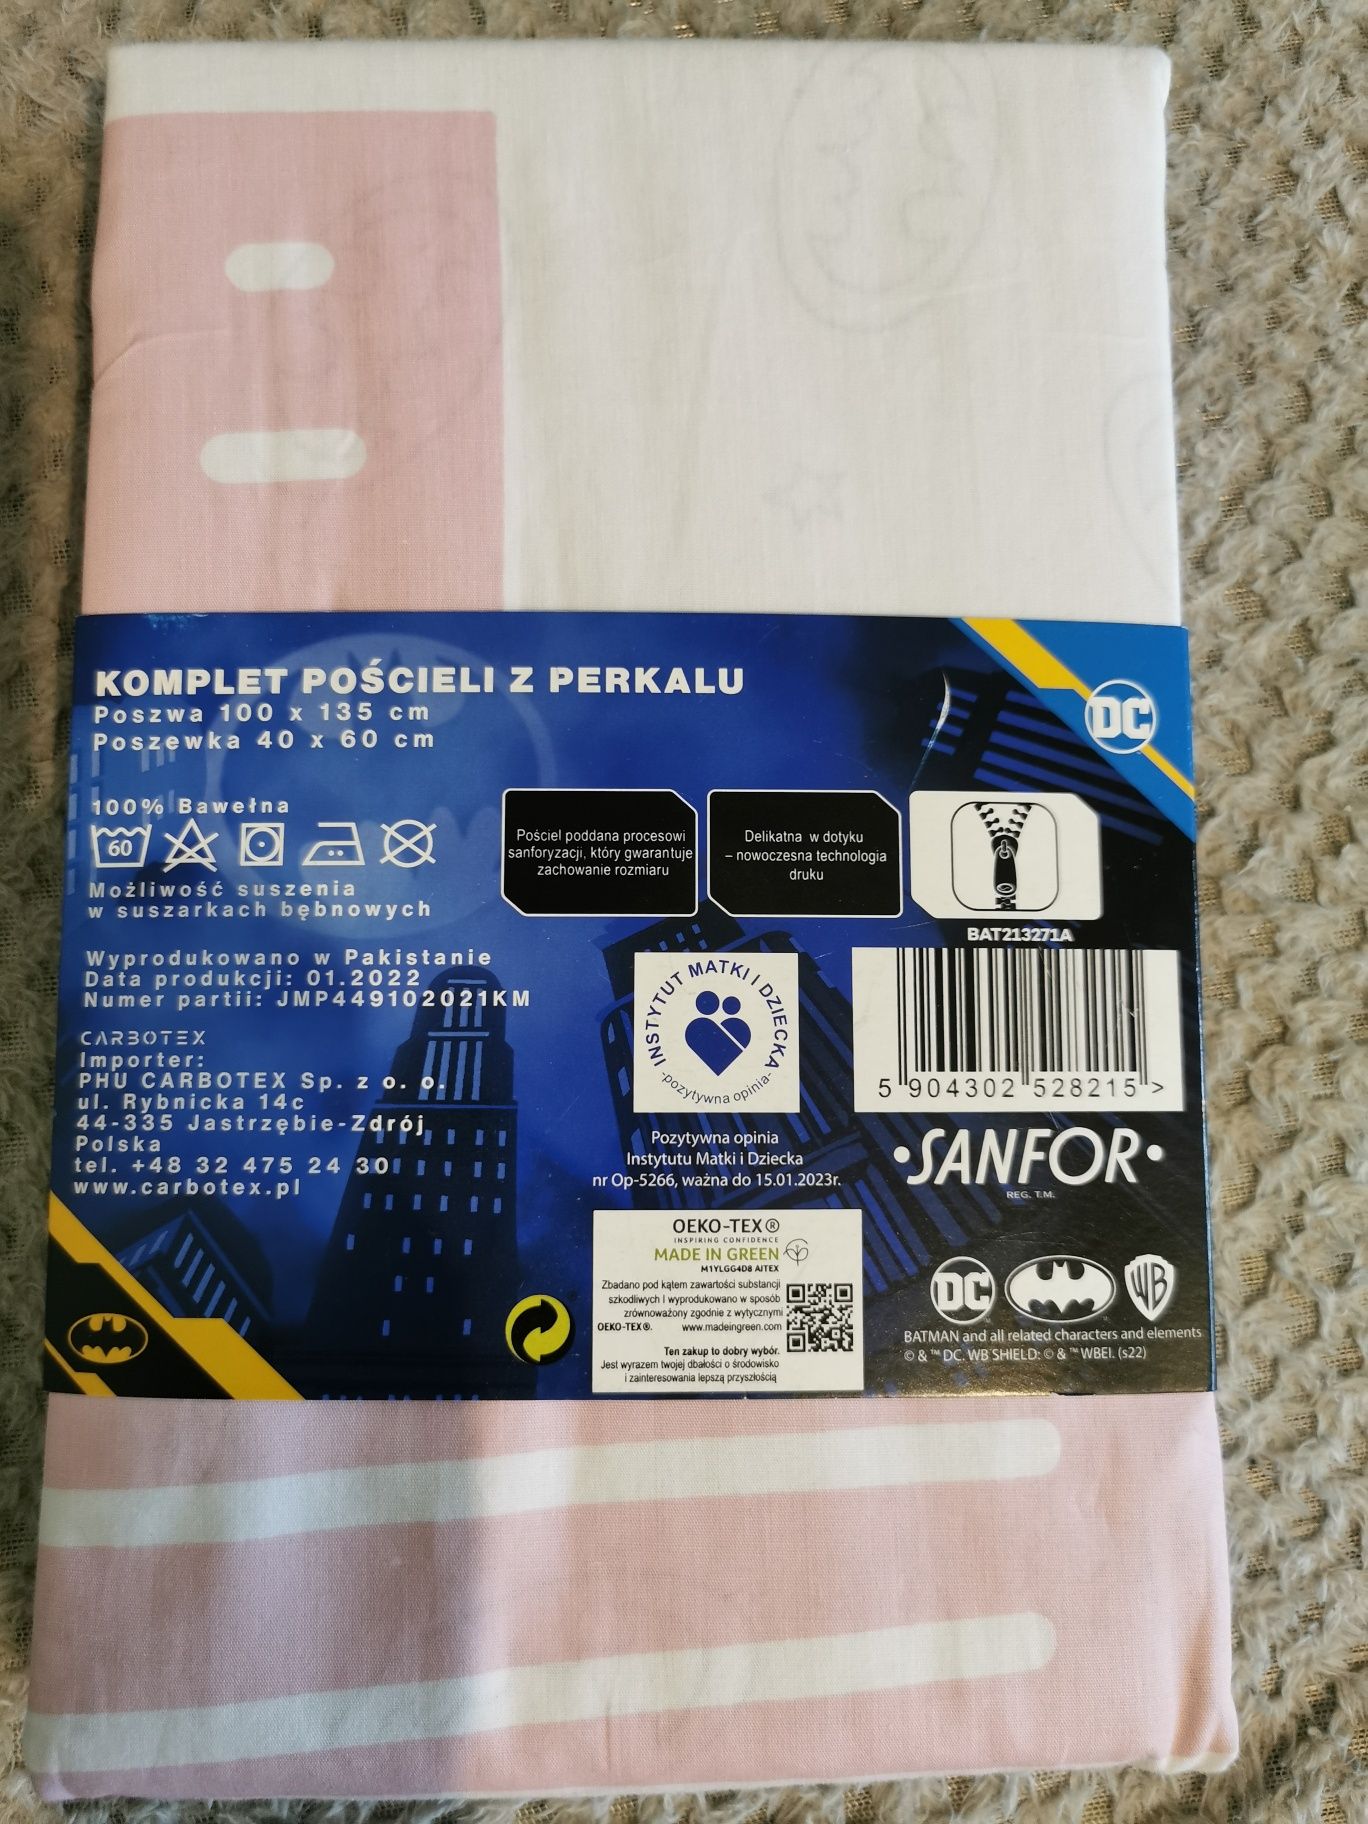 KOMPLET POŚCIELI Z PERKALU
Poszwa 100 x 135 cm
Poszewka 40 x 60 cm
100% Bawełna
60
Możliwość suszenia
w suszarkach bębnowych
Wyprodukowano w Pakistanie
Data produkcji: 01.2022
Numer partii: JMP449102021KM
CARBOTEX
Importer:
PHU CARBOTEX Sp. z o. o.
ul. Rybnicka 14c
44-335 Jastrzębie-Zdrój
Polska
tel. +48 32 475 24 30
www.carbotex.pl
DC
Pościel poddana procesowi
sanforyzacji, który gwarantuje
zachowanie rozmiaru
Delikatna w dotyku
– nowoczesna technologia
druku
BAT213271A
5 904302 528215 >
INSTYTUT MATKI I DZIECKA
-pozytywna opinia-
Pozytywna opinia
Instytutu Matki i Dziecka
nr Op-5266, ważna do 15.01.2023r.
•SANFOR•
REG. T.M.
OEKO-TEX®
INSPIRING CONFIDENCE
MADE IN GREEN
M1YLGG4D8 AITEX
Zbadano pod kątem zawartości substancji
szkodliwych I wyprodukowano w sposób
zrównoważony zgodnie z wytycznymi
OEKO-TEX®. www.madeingreen.com
Ten zakup to dobry wybór.
Jest wyrazem twojej dbałości o środowisko
i zainteresowania lepszą przyszłością
DC
WB
BATMAN and all related characters and elements
© & ™ DC. WB SHIELD: © & ™ WBEI. (s22)